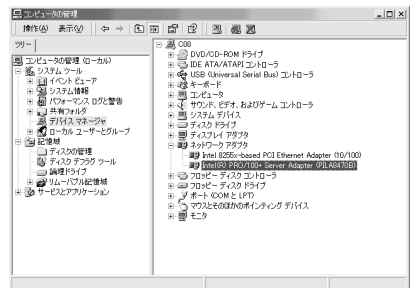 コンピュータの管理
操作(A) 表示(V)
ツリー
コンピュータの管理 (ローカル)
システム ツール
イベント ビューア
システム情報
パフォーマンス ログと警告
共有フォルダ
デバイス マネージャ
ローカル ユーザーとグループ
記憶域
ディスクの管理
ディスク デフラグ ツール
論理ドライブ
リムーバブル記憶域
サービスとアプリケーション
C08
DVD/CD-ROM ドライブ
IDE ATA/ATAPI コントローラ
USB (Universal Serial Bus) コントローラ
キーボード
コンピュータ
サウンド、ビデオ、およびゲーム コントローラ
システム デバイス
ディスク ドライブ
ディスプレイ アダプタ
ネットワーク アダプタ
Intel 8255x-based PCI Ethernet Adapter (10/100)
Intel(R) PRO/100+ Server Adapter (PILA8470B)
フロッピー ディスク コントローラ
フロッピー ディスク ドライブ
ポート (COM と LPT)
マウスとそのほかのポインティング デバイス
モニタ